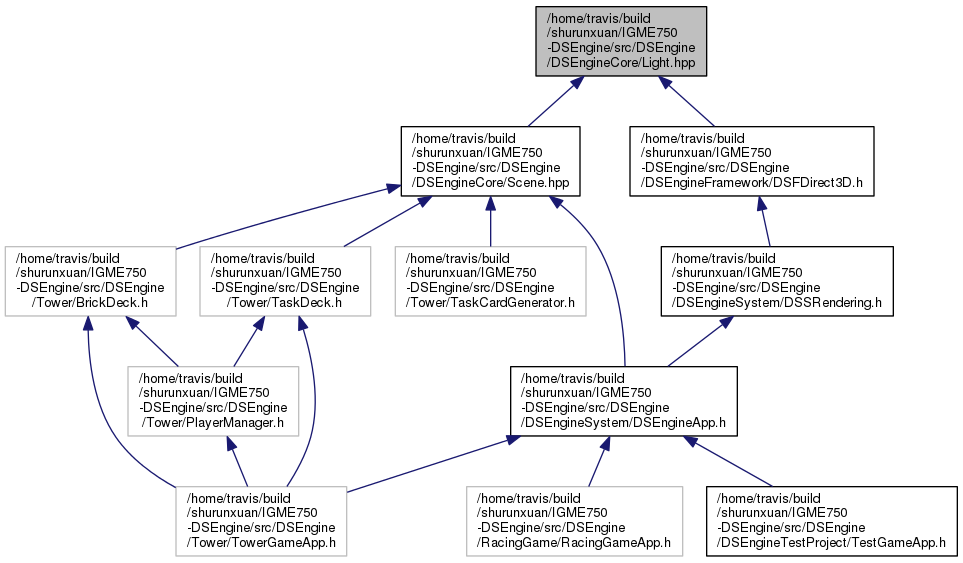 /home/travis/build
/shurunxuan/IGME750
-DSEngine/src/DSEngine
/DSEngineCore/Light.hpp
/home/travis/build
/shurunxuan/IGME750
-DSEngine/src/DSEngine
/DSEngineCore/Scene.hpp
/home/travis/build
/shurunxuan/IGME750
-DSEngine/src/DSEngine
/DSEngineFramework/DSFDirect3D.h
/home/travis/build
/shurunxuan/IGME750
-DSEngine/src/DSEngine
/Tower/BrickDeck.h
/home/travis/build
/shurunxuan/IGME750
-DSEngine/src/DSEngine
/Tower/TaskDeck.h
/home/travis/build
/shurunxuan/IGME750
-DSEngine/src/DSEngine
/Tower/TaskCardGenerator.h
/home/travis/build
/shurunxuan/IGME750
-DSEngine/src/DSEngine
/DSEngineSystem/DSSRendering.h
/home/travis/build
/shurunxuan/IGME750
-DSEngine/src/DSEngine
/Tower/PlayerManager.h
/home/travis/build
/shurunxuan/IGME750
-DSEngine/src/DSEngine
/DSEngineSystem/DSEngineApp.h
/home/travis/build
/shurunxuan/IGME750
-DSEngine/src/DSEngine
/Tower/TowerGameApp.h
/home/travis/build
/shurunxuan/IGME750
-DSEngine/src/DSEngine
/RacingGame/RacingGameApp.h
/home/travis/build
/shurunxuan/IGME750
-DSEngine/src/DSEngine
/DSEngineTestProject/TestGameApp.h